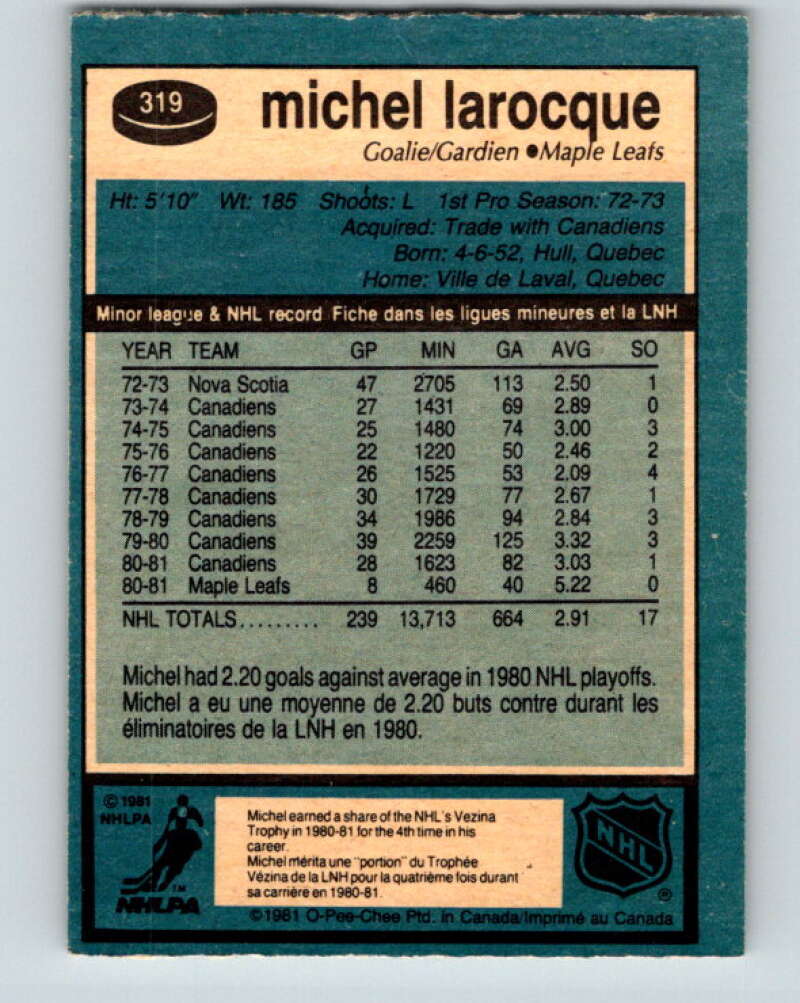 319
michel larocque
Goalie/Gardien ●Maple Leafs
Ht: 5'10" Wt: 185 Shoots: L 1st Pro Season: 72-73
Acquired: Trade with Canadiens
Born: 4-6-52, Hull, Quebec
Home: Ville de Laval, Quebec
Minor league & NHL record Fiche dans les ligues mineures et la LNH
YEAR TEAM GP MIN GA AVG SO
72-73 Nova Scotia 47 2705 113 2.50 1
73-74 Canadiens 27 1431 69 2.89 0
74-75 Canadiens 25 1480 74 3.00 3
75-76 Canadiens 22 1220 50 2.46 2
76-77 Canadiens 26 1525 53 2.09 4
77-78 Canadiens 30 1729 77 2.67 1
78-79 Canadiens 34 1986 94 2.84 3
79-80 Canadiens 39 2259 125 3.32 3
80-81 Canadiens 28 1623 82 3.03 1
80-81 Maple Leafs 8 460 40 5.22 0
NHL TOTALS......... 239 13,713 664 2.91 17
Michel had 2.20 goals against average in 1980 NHL playoffs.
Michel a eu une moyenne de 2.20 buts contre durant les
éliminatoires de la LNH en 1980.
© 1981
NHLPA
TM
NHLPA
Michel earned a share of the NHL's Vezina
Trophy in 1980-81 for the 4th time in his
career.
Michel mérita une "portion" du Trophée
Vézina de la LNH pour la quatrième fois durant
sa carrière en 1980-81.
NHL
®
©1981 O-Pee-Chee Ptd. in Canada/Imprimé au Canada